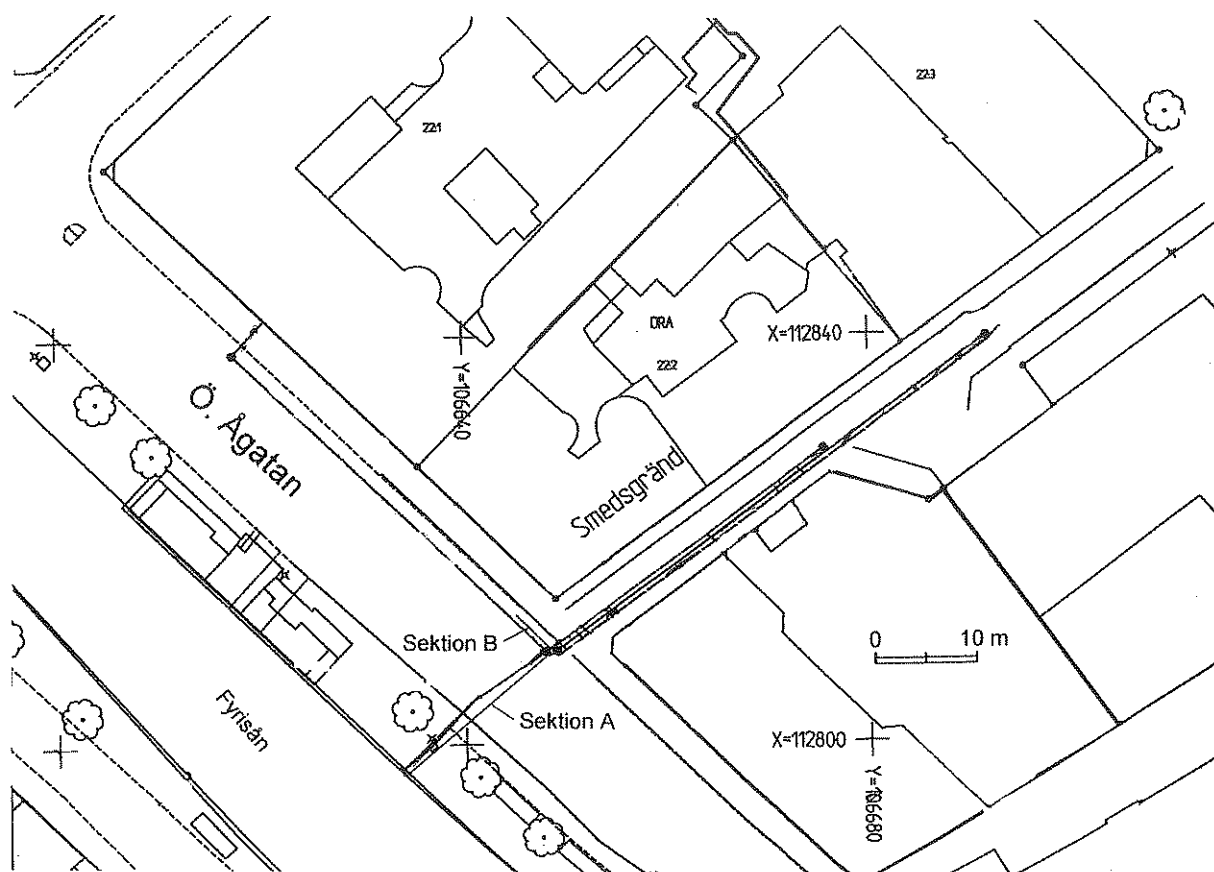 223
221
DRA
222
X=112840
Y=106640
Ö. Ågatan
Smedsgränd
Sektion B
0 10 m
Sektion A
Fyrisån
X=112800
Y=106680